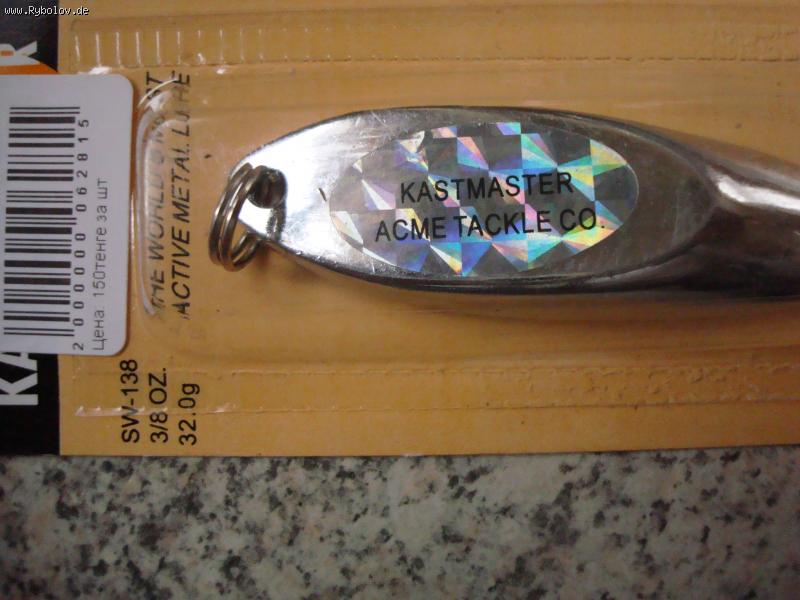 www.Rybolov.de
KASTMASTER
ACME TACKLE CO.
THE WORLD'S
ACTIVE METAL LURE
SW-138
3/8 OZ.
32.0g
2 000000 062815
Цена: 150тенге за шт
KA
R